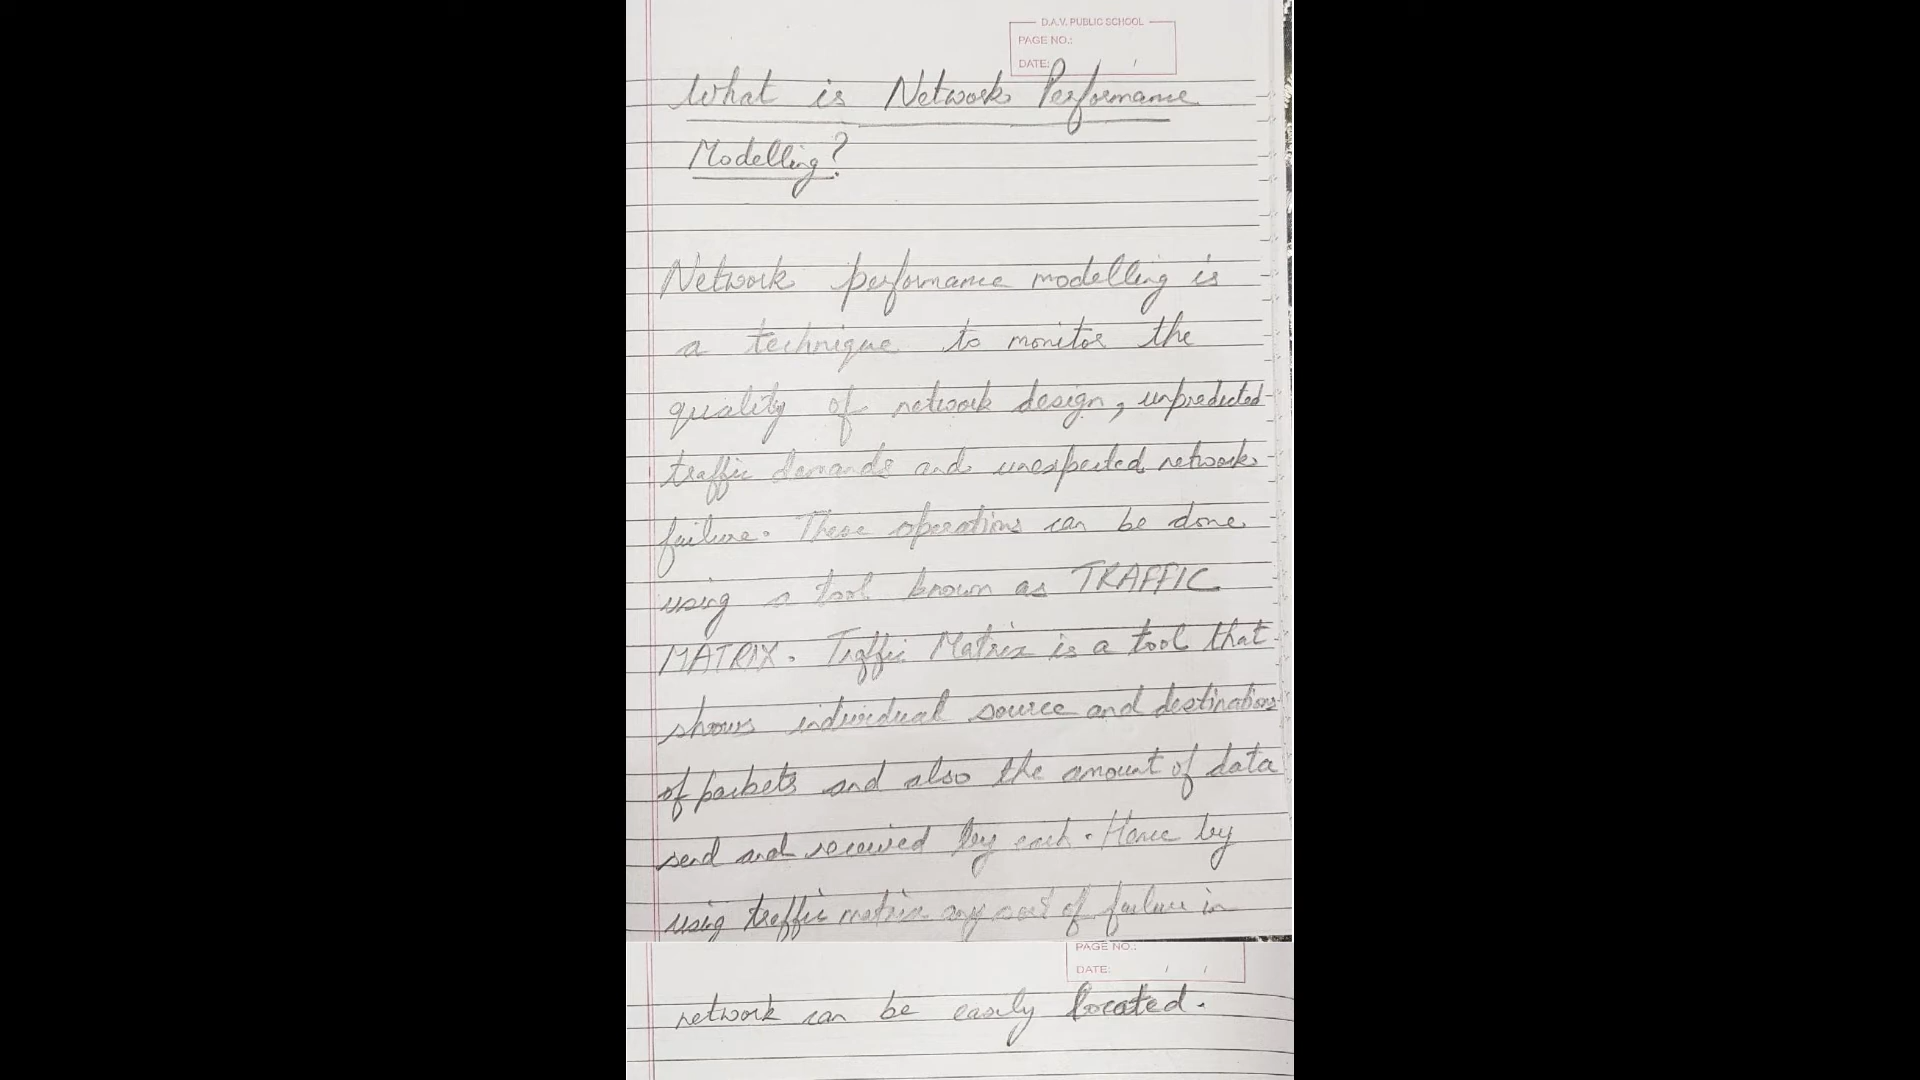 D.A.V. PUBLIC SCHOOL
PAGE NO.:
DATE: /
What is Network Performance
Modelling?
Network performance modelling is
a technique to monitor the
quality of network design, unpredicted
traffic demands and unexpected network
failure. These operations can be done
using a tool known as TRAFFIC
MATRIX. Traffic Matrix is a tool that
shows individual source and destinations
of packets and also the amount of data
send and received by each. Hence by
using traffic matrix any sort of failure in
PAGE NO.:
DATE: / /
network can be easily located.